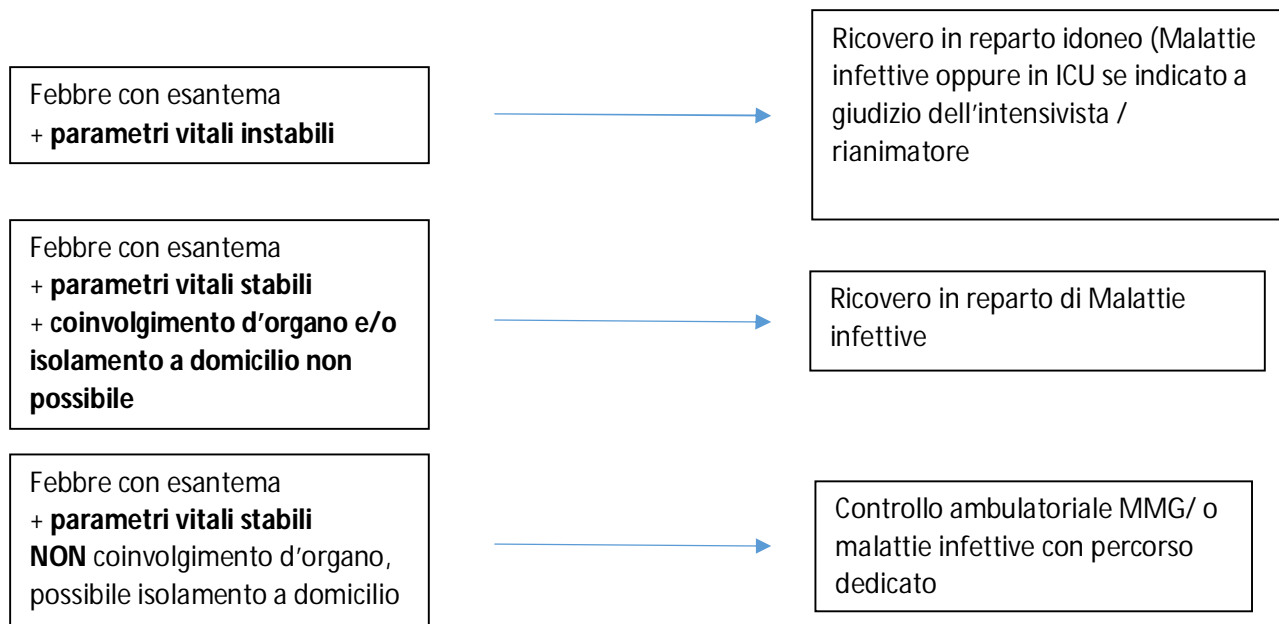 Febbre con esantema
+ parametri vitali instabili
Ricovero in reparto idoneo (Malattie
infettive oppure in ICU se indicato a
giudizio dell'intensivista /
rianimatore
Febbre con esantema
+ parametri vitali stabili
+ coinvolgimento d'organo e/o
isolamento a domicilio non
possibile
Ricovero in reparto di Malattie
infettive
Febbre con esantema
+ parametri vitali stabili
NON coinvolgimento d'organo,
possibile isolamento a domicilio
Controllo ambulatoriale MMG/ o
malattie infettive con percorso
dedicato